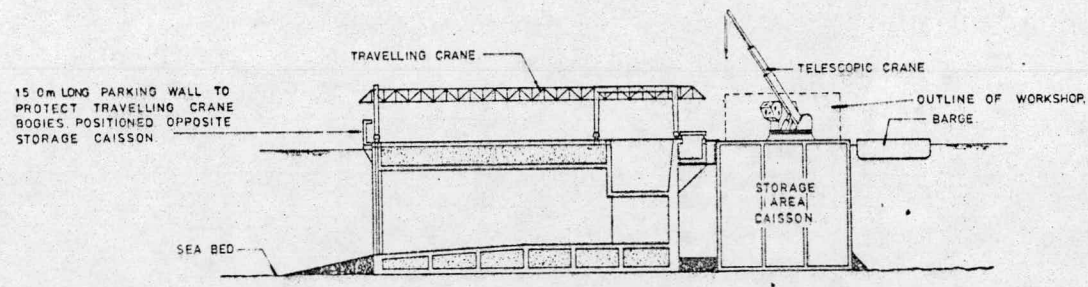 TRAVELLING CRANE
TELESCOPIC CRANE
15 0m LONG PARKING WALL TO
PROTECT TRAVELLING CRANE
BOGIES. POSITIONED OPPOSITE
STORAGE CAISSON.
OUTLINE OF WORKSHOP.
BARGE.
STORAGE
AREA
CAISSON
SEA BED